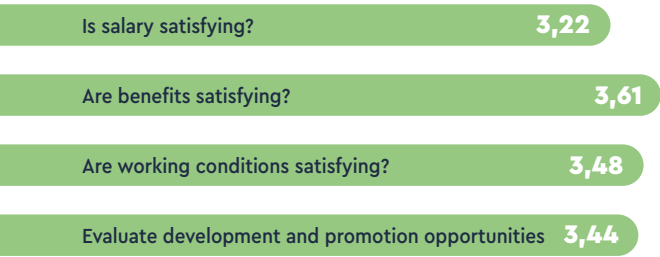 Is salary satisfying? 3,22
Are benefits satisfying? 3,61
Are working conditions satisfying? 3,48
Evaluate development and promotion opportunities 3,44